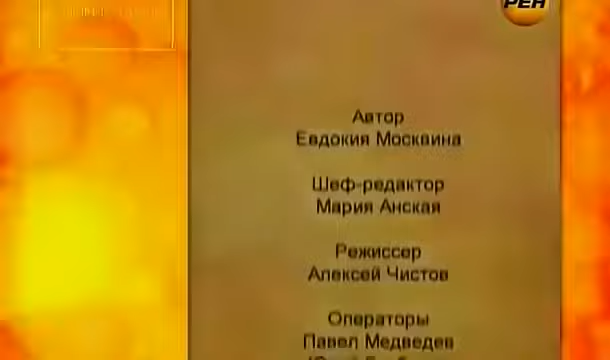 РЕН
Автор
Евдокия Москвина
Шеф-редактор
Мария Анская
Режиссер
Алексей Чистов
Операторы
Павел Медведев